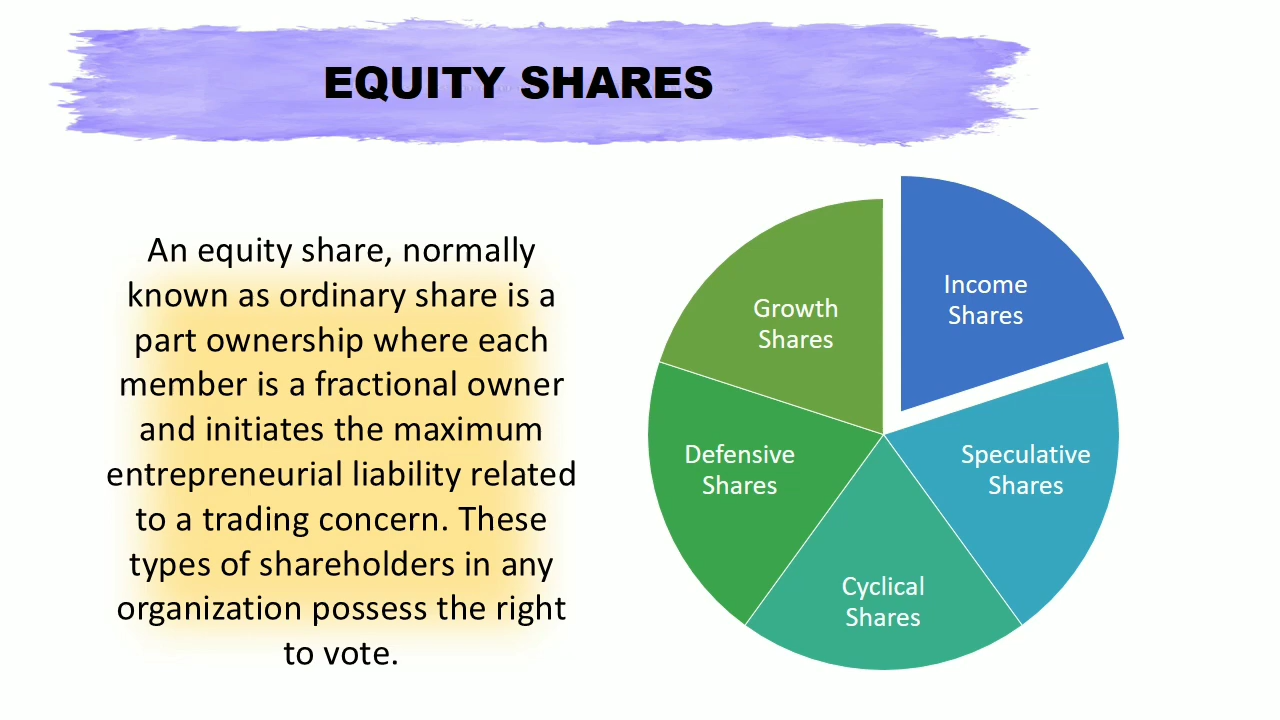 EQUITY SHARES
An equity share, normally
known as ordinary share is a
part ownership where each
member is a fractional owner
and initiates the maximum
entrepreneurial liability related
to a trading concern. These
types of shareholders in any
organization possess the right
to vote.
Growth
Shares
Income
Shares
Defensive
Shares
Speculative
Shares
Cyclical
Shares